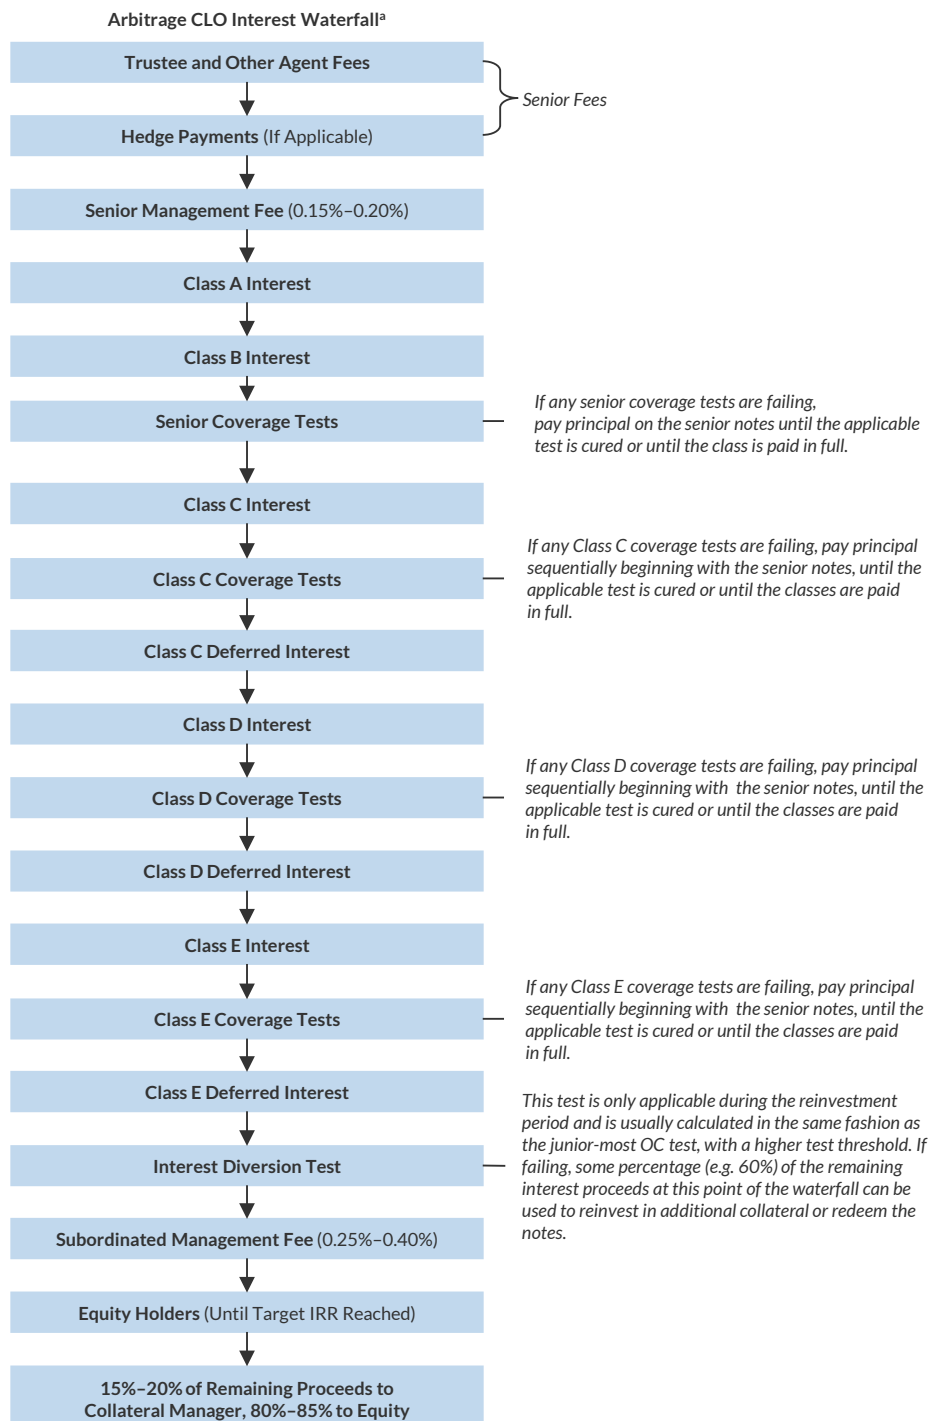 Arbitrage CLO Interest Waterfallᵃ
Trustee and Other Agent Fees
Senior Fees
Hedge Payments (If Applicable)
Senior Management Fee (0.15%–0.20%)
Class A Interest
Class B Interest
Senior Coverage Tests
If any senior coverage tests are failing,
pay principal on the senior notes until the applicable
test is cured or until the class is paid in full.
Class C Interest
Class C Coverage Tests
If any Class C coverage tests are failing, pay principal
sequentially beginning with the senior notes, until the
applicable test is cured or until the classes are paid
in full.
Class C Deferred Interest
Class D Interest
Class D Coverage Tests
If any Class D coverage tests are failing, pay principal
sequentially beginning with the senior notes, until the
applicable test is cured or until the classes are paid
in full.
Class D Deferred Interest
Class E Interest
Class E Coverage Tests
If any Class E coverage tests are failing, pay principal
sequentially beginning with the senior notes, until the
applicable test is cured or until the classes are paid
in full.
Class E Deferred Interest
Interest Diversion Test
This test is only applicable during the reinvestment
period and is usually calculated in the same fashion as
the junior-most OC test, with a higher test threshold. If
failing, some percentage (e.g. 60%) of the remaining
interest proceeds at this point of the waterfall can be
used to reinvest in additional collateral or redeem the
notes.
Subordinated Management Fee (0.25%–0.40%)
Equity Holders (Until Target IRR Reached)
15%–20% of Remaining Proceeds to
Collateral Manager, 80%–85% to Equity